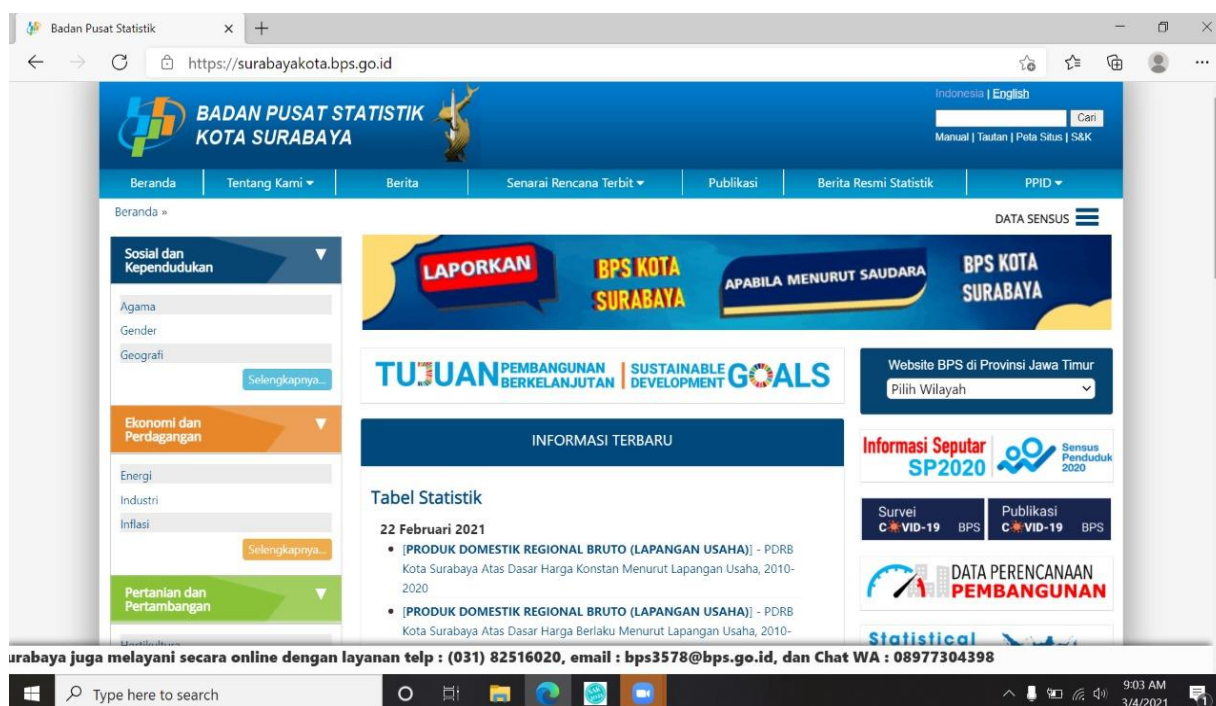 Badan Pusat Statistik
https://surabayakota.bps.go.id
BADAN PUSAT STATISTIK
KOTA SURABAYA
Indonesia | English
Cari
Manual | Tautan | Peta Situs | S&K
Beranda Tentang Kami Berita Senarai Rencana Terbit Publikasi Berita Resmi Statistik PPID
Beranda »
DATA SENSUS
Sosial dan
Kependudukan
Agama
Gender
Geografi
Selengkapnya...
Ekonomi dan
Perdagangan
Energi
Industri
Inflasi
Selengkapnya...
Pertanian dan
Pertambangan
Hortikultura
LAPORKAN
BPS KOTA
SURABAYA
APABILA MENURUT SAUDARA
BPS KOTA
SURABAYA
TUJUAN PEMBANGUNAN BERKELANJUTAN | SUSTAINABLE DEVELOPMENT GOALS
INFORMASI TERBARU
Tabel Statistik
22 Februari 2021
• [PRODUK DOMESTIK REGIONAL BRUTO (LAPANGAN USAHA)] - PDRB
Kota Surabaya Atas Dasar Harga Konstan Menurut Lapangan Usaha, 2010-
2020
• [PRODUK DOMESTIK REGIONAL BRUTO (LAPANGAN USAHA)] - PDRB
Kota Surabaya Atas Dasar Harga Berlaku Menurut Lapangan Usaha, 2010-
Website BPS di Provinsi Jawa Timur
Pilih Wilayah
Informasi Seputar
SP2020
Sensus
Penduduk
2020
Survei
COVID-19 BPS
Publikasi
COVID-19 BPS
DATA PERENCANAAN
PEMBANGUNAN
Statistical
urabaya juga melayani secara online dengan layanan telp : (031) 82516020, email : bps3578@bps.go.id, dan Chat WA : 08977304398
Type here to search
9:03 AM
3/4/2021